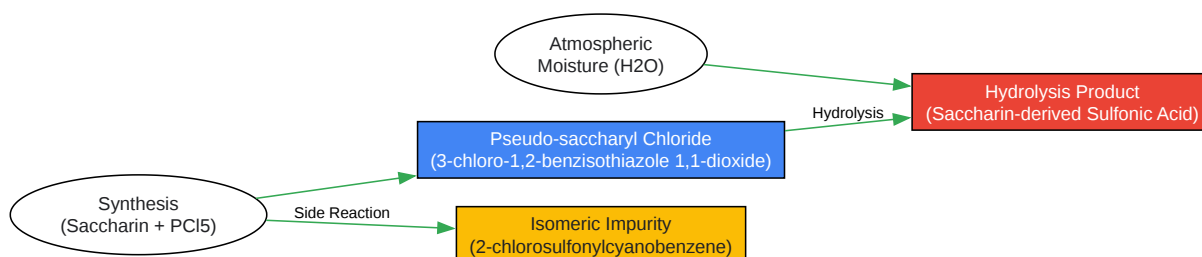 Atmospheric
Moisture (H2O)
Hydrolysis Product
(Saccharin-derived Sulfonic Acid)
Hydrolysis
Pseudo-saccharyl Chloride
(3-chloro-1,2-benzisothiazole 1,1-dioxide)
Synthesis
(Saccharin + PCl5)
Side Reaction
Isomeric Impurity
(2-chlorosulfonylcyanobenzene)